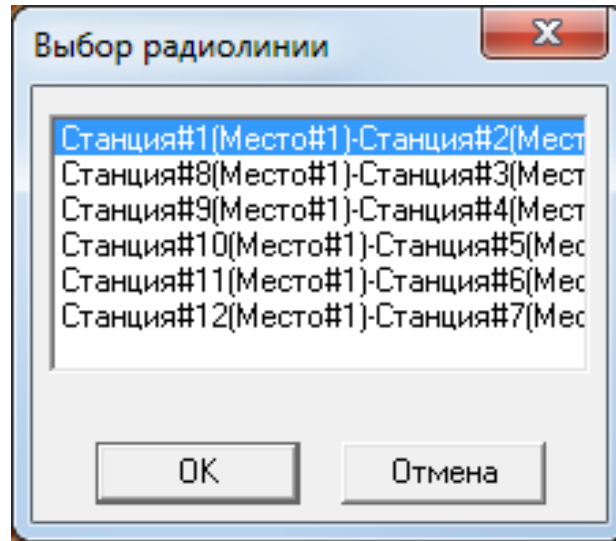 Выбор радиолинии
Станция#1(Место#1)-Станция#2(Мест
Станция#8(Место#1)-Станция#3(Мест
Станция#9(Место#1)-Станция#4(Мест
Станция#10(Место#1)-Станция#5(Мес
Станция#11(Место#1)-Станция#6(Мес
Станция#12(Место#1)-Станция#7(Мес
OK
Отмена